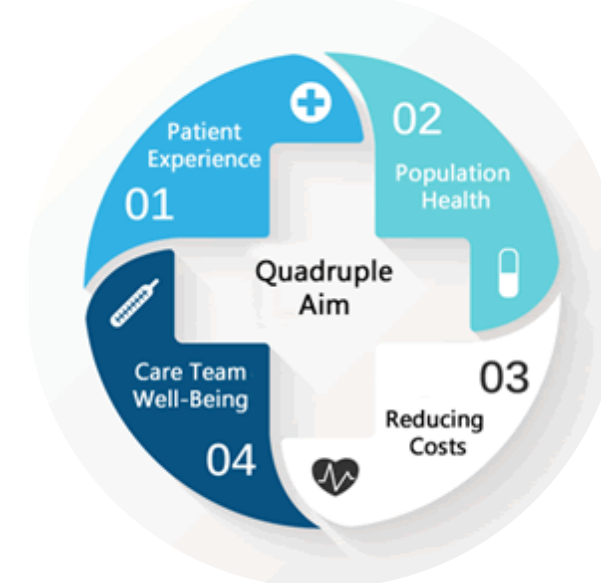 Patient
Experience
01
02
Population
Health
Quadruple
Aim
03
Reducing
Costs
Care Team
Well-Being
04